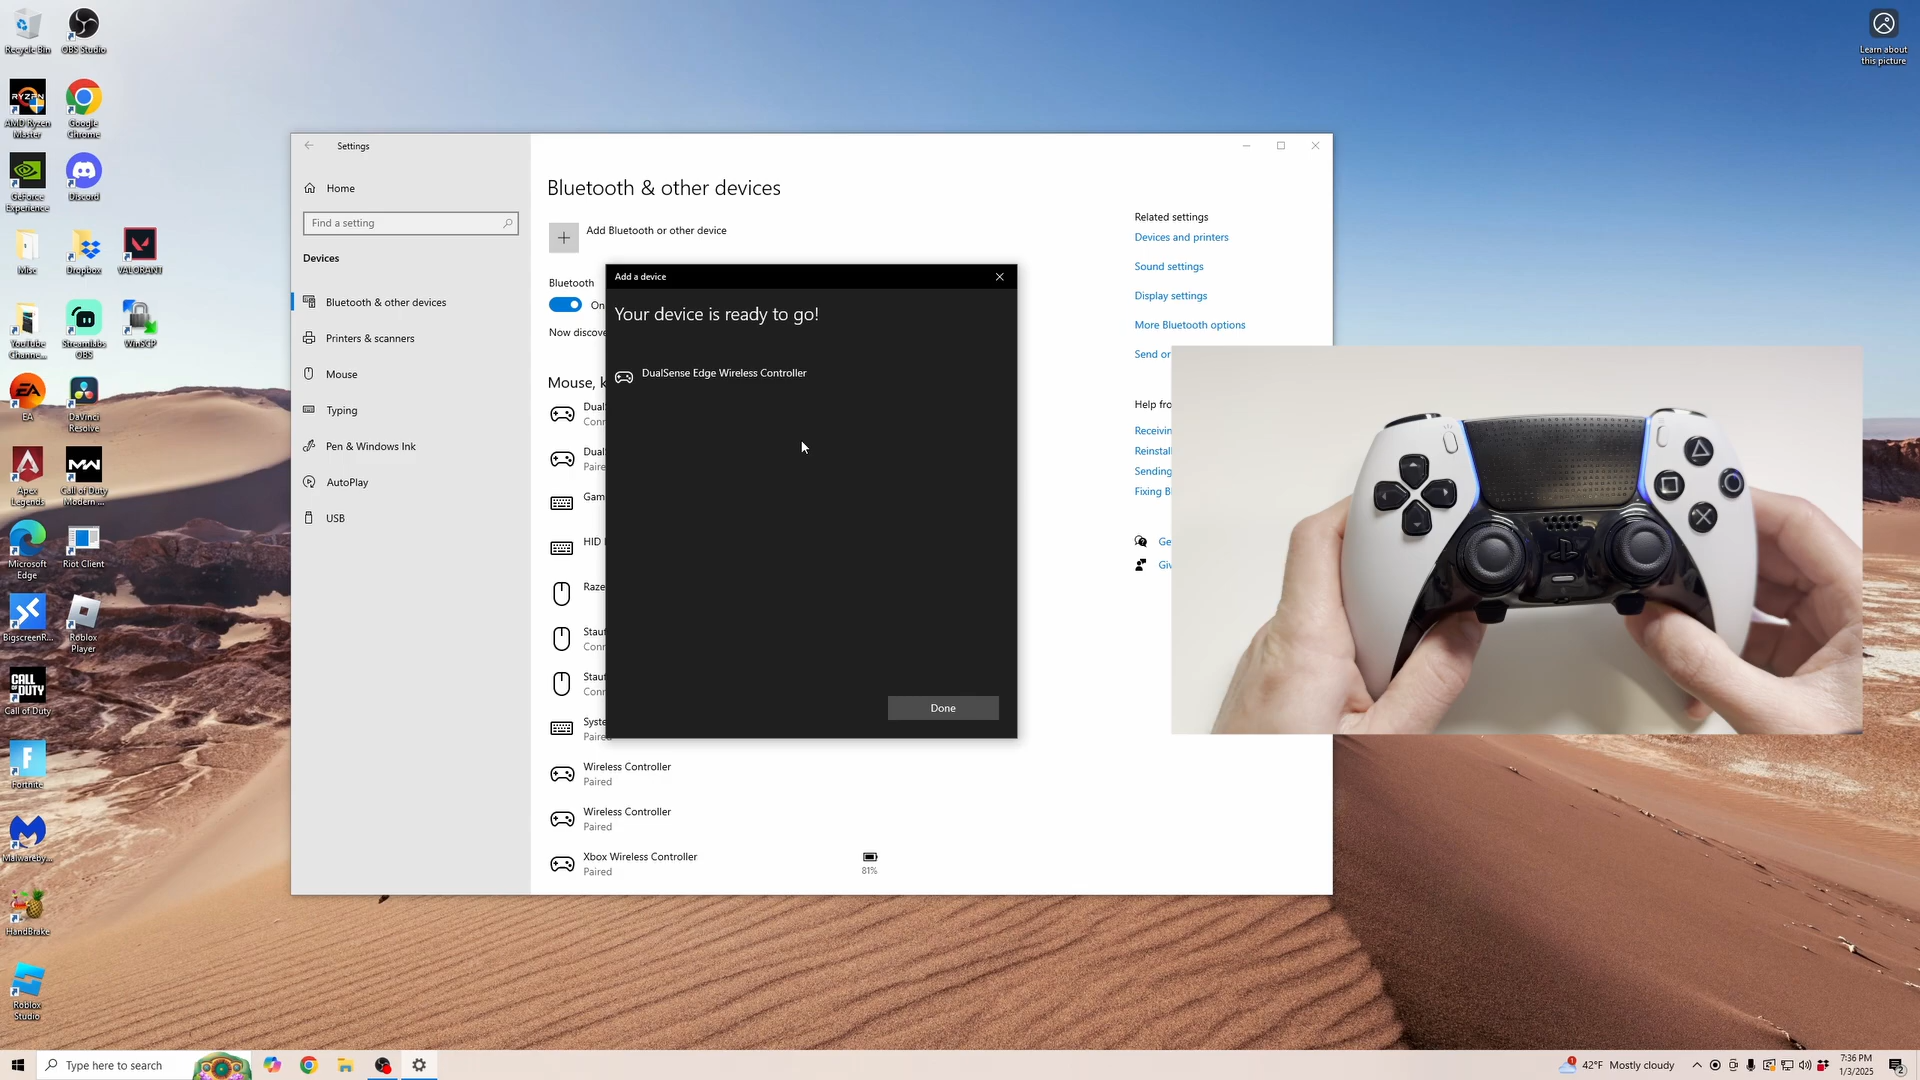 Recycle Bin
OBS Studio
Learn about
this picture
AMD Ryzen
Master
Google
Chrome
GeForce
Experience
Discord
Misc
Dropbox
VALORANT
YouTube
Channe...
Streamlabs
OBS
WinSCP
EA
DaVinci
Resolve
Apex
Legends
Call of Duty
Modern ...
Microsoft
Edge
Riot Client
BigscreenR...
Roblox
Player
Call of Duty
Fortnite
Malwareby...
HandBrake
Roblox
Studio
Settings
Home
Find a setting
Devices
Bluetooth & other devices
Printers & scanners
Mouse
Typing
Pen & Windows Ink
AutoPlay
USB
Bluetooth & other devices
Add Bluetooth or other device
Bluetooth
On
Now discove
Mouse, k
Dual
Conn
Dual
Paire
Gam
HID
Raze
Stauf
Conn
Stauf
Conn
Syste
Paire
Wireless Controller
Paired
Wireless Controller
Paired
Xbox Wireless Controller
Paired
81%
Add a device
Your device is ready to go!
DualSense Edge Wireless Controller
Done
Related settings
Devices and printers
Sound settings
Display settings
More Bluetooth options
Send or
Help fro
Receivin
Reinstal
Sending
Fixing B
Ge
Giv
Type here to search
42°F Mostly cloudy
7:36 PM
1/3/2025